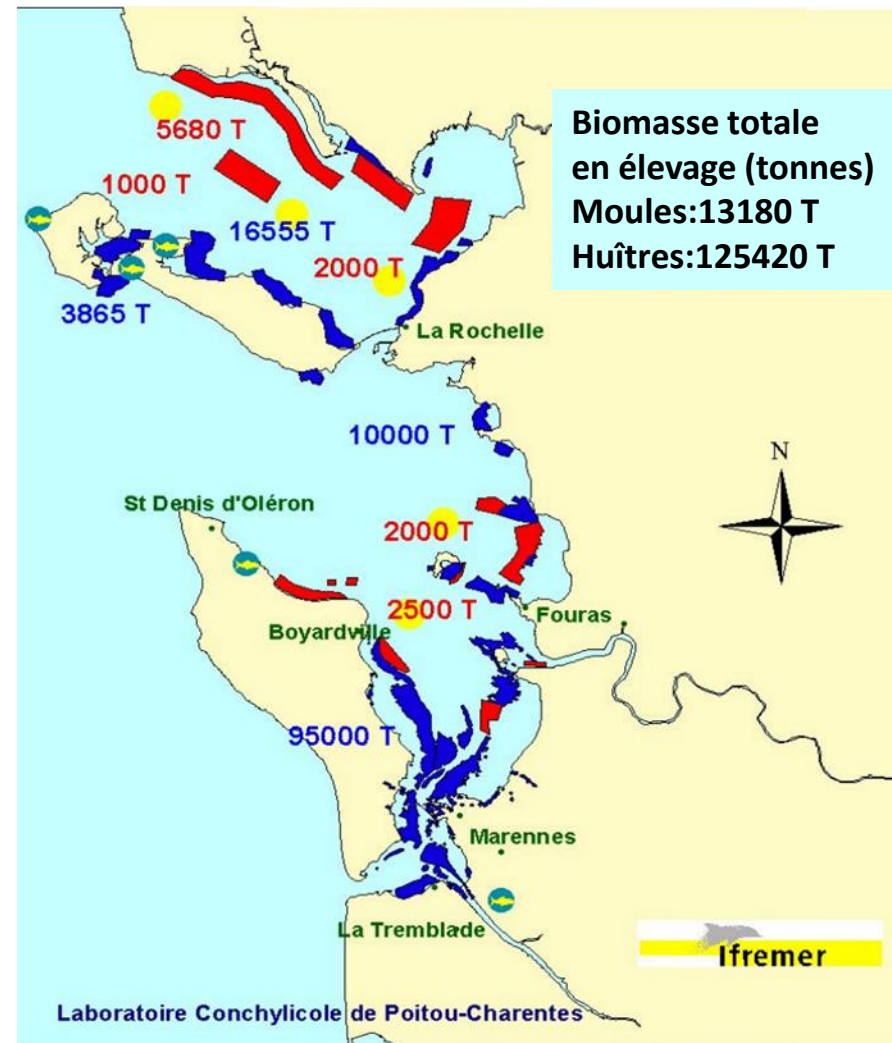 5680 T
Biomasse totale
en élevage (tonnes)
Moules:13180 T
Huîtres:125420 T
1000 T
16555 T
2000 T
3865 T
La Rochelle
10000 T
N
St Denis d'Oléron
2000 T
2500 T
Fouras
Boyardville
95000 T
Marennes
La Tremblade
Ifremer
Laboratoire Conchylicole de Poitou-Charentes